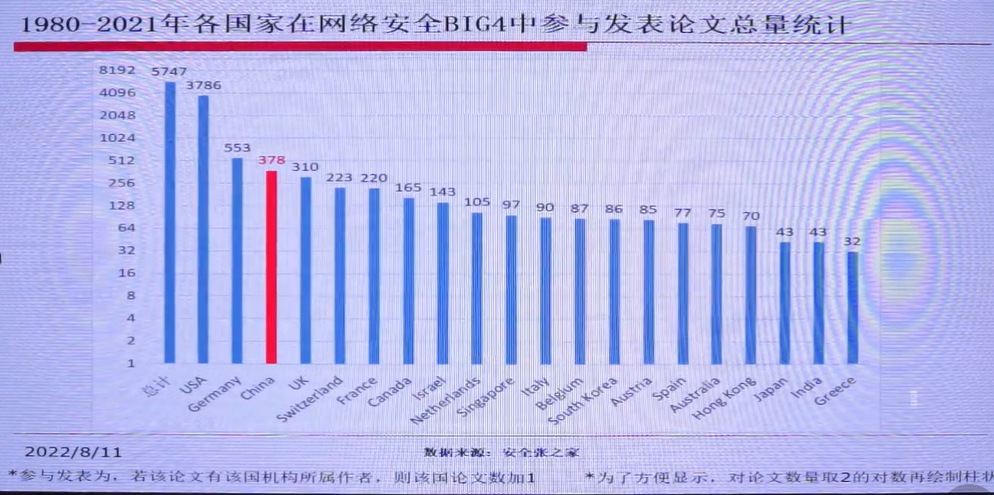 1980-2021年各国家在网络安全BIG4中参与发表论文总量统计
8192
4096
2048
1024
512
256
128
64
32
16
8
4
2
1
5747
3786
553
378
310
223
220
165
143
105
97
90
87
86
85
77
75
70
43
43
32
总计
USA
Germany
China
UK
Switzerland
France
Canada
Israel
Netherlands
Singapore
Italy
Belgium
South Korea
Austria
Spain
Australia
Hong Kong
Japan
India
Greece
2022/8/11
数据来源：安全张之家
*参与发表为，若该论文有该国机构所属作者，则该国论文数加1
*为了方便显示，对论文数量取2的对数再绘制柱状